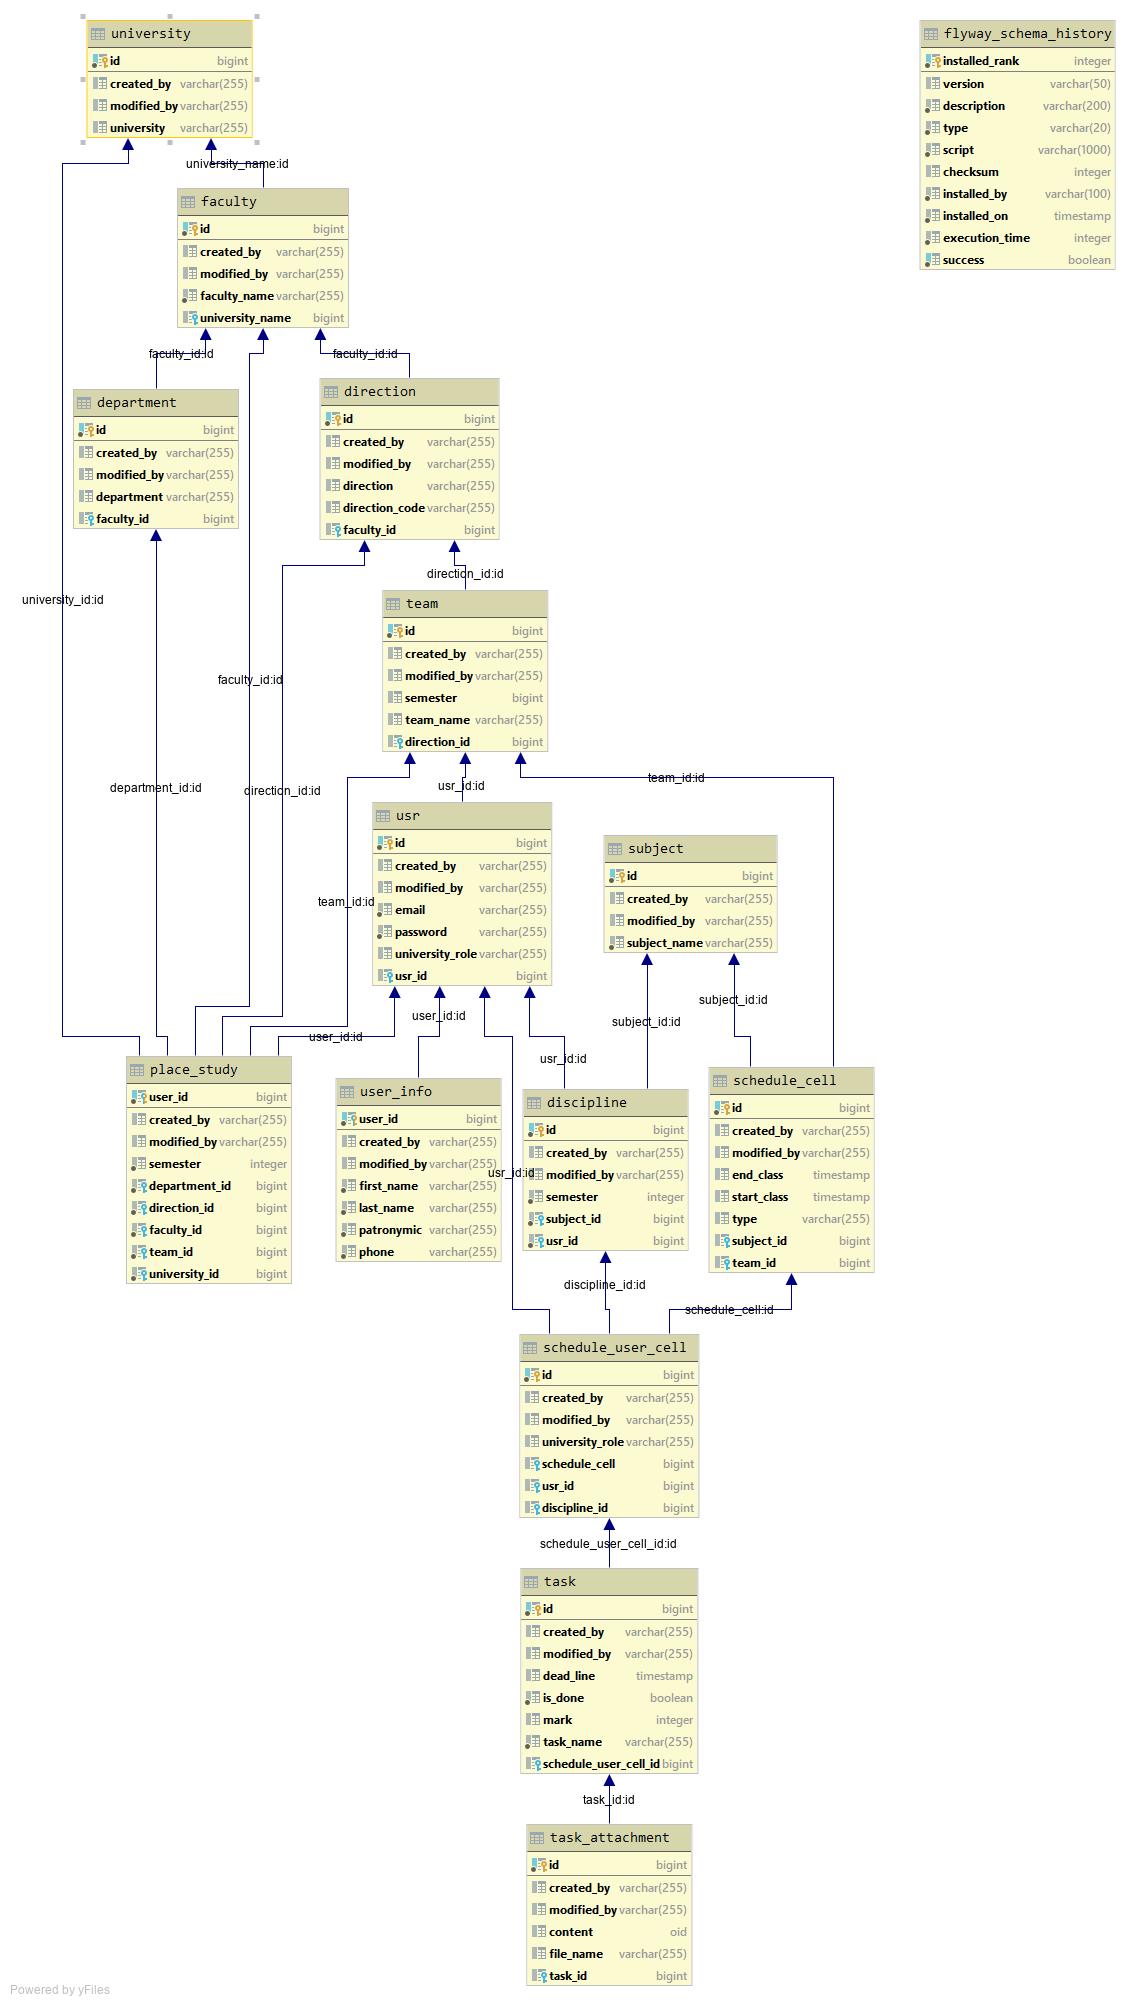 university
id bigint
created_by varchar(255)
modified_by varchar(255)
university varchar(255)
flyway_schema_history
installed_rank integer
version varchar(50)
description varchar(200)
type varchar(20)
script varchar(1000)
checksum integer
installed_by varchar(100)
installed_on timestamp
execution_time integer
success boolean
university_name:id
faculty
id bigint
created_by varchar(255)
modified_by varchar(255)
faculty_name varchar(255)
university_name bigint
faculty_id:id
faculty_id:id
department
id bigint
created_by varchar(255)
modified_by varchar(255)
department varchar(255)
faculty_id bigint
direction
id bigint
created_by varchar(255)
modified_by varchar(255)
direction varchar(255)
direction_code varchar(255)
faculty_id bigint
direction_id:id
university_id:id
team
id bigint
created_by varchar(255)
modified_by varchar(255)
semester bigint
team_name varchar(255)
direction_id bigint
faculty_id:id
department_id:id
direction_id:id
usr_id:id
team_id:id
usr
id bigint
created_by varchar(255)
modified_by varchar(255)
email varchar(255)
password varchar(255)
university_role varchar(255)
usr_id bigint
subject
id bigint
created_by varchar(255)
modified_by varchar(255)
subject_name varchar(255)
team_id:id
user_id:id
user_id:id
usr_id:id
subject_id:id
subject_id:id
place_study
user_id bigint
created_by varchar(255)
modified_by varchar(255)
semester integer
department_id bigint
direction_id bigint
faculty_id bigint
team_id bigint
university_id bigint
user_info
user_id bigint
created_by varchar(255)
modified_by varchar(255)
first_name varchar(255)
last_name varchar(255)
patronymic varchar(255)
phone varchar(255)
usr_id:id
discipline
id bigint
created_by varchar(255)
modified_by varchar(255)
semester integer
subject_id bigint
usr_id bigint
schedule_cell
id bigint
created_by varchar(255)
modified_by varchar(255)
end_class timestamp
start_class timestamp
type varchar(255)
subject_id bigint
team_id bigint
discipline_id:id
schedule_cell:id
schedule_user_cell
id bigint
created_by varchar(255)
modified_by varchar(255)
university_role varchar(255)
schedule_cell bigint
usr_id bigint
discipline_id bigint
schedule_user_cell_id:id
task
id bigint
created_by varchar(255)
modified_by varchar(255)
dead_line timestamp
is_done boolean
mark integer
task_name varchar(255)
schedule_user_cell_id bigint
task_id:id
task_attachment
id bigint
created_by varchar(255)
modified_by varchar(255)
content oid
file_name varchar(255)
task_id bigint
Powered by yFiles